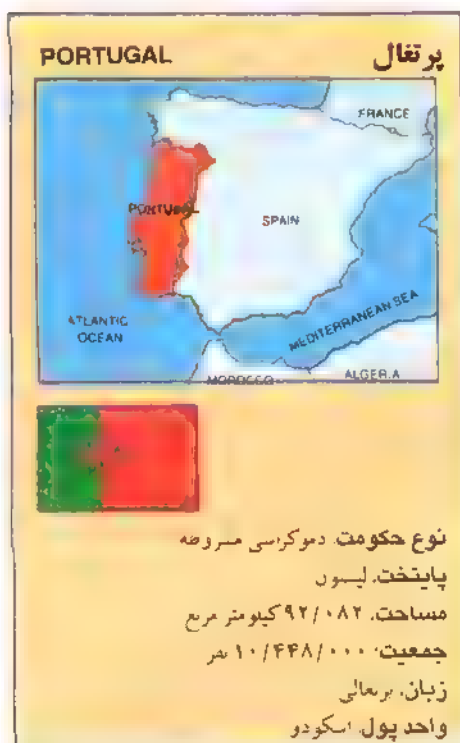 PORTUGAL پرتغال
FRANCE
PORTUGAL
SPAIN
ATLANTIC
OCEAN
MEDITERRANEAN SEA
MOROCCO
ALGERIA
نوع حکومت. دموکراسی مشروطه
پایتخت. لیسبون
مساحت. ۹۲/۰۸۲ کیلومتر مربع
جمعیت. ۱۰/۴۴۸/۰۰۰ نفر
زبان. پرتغالی
واحد پول. اسکودو